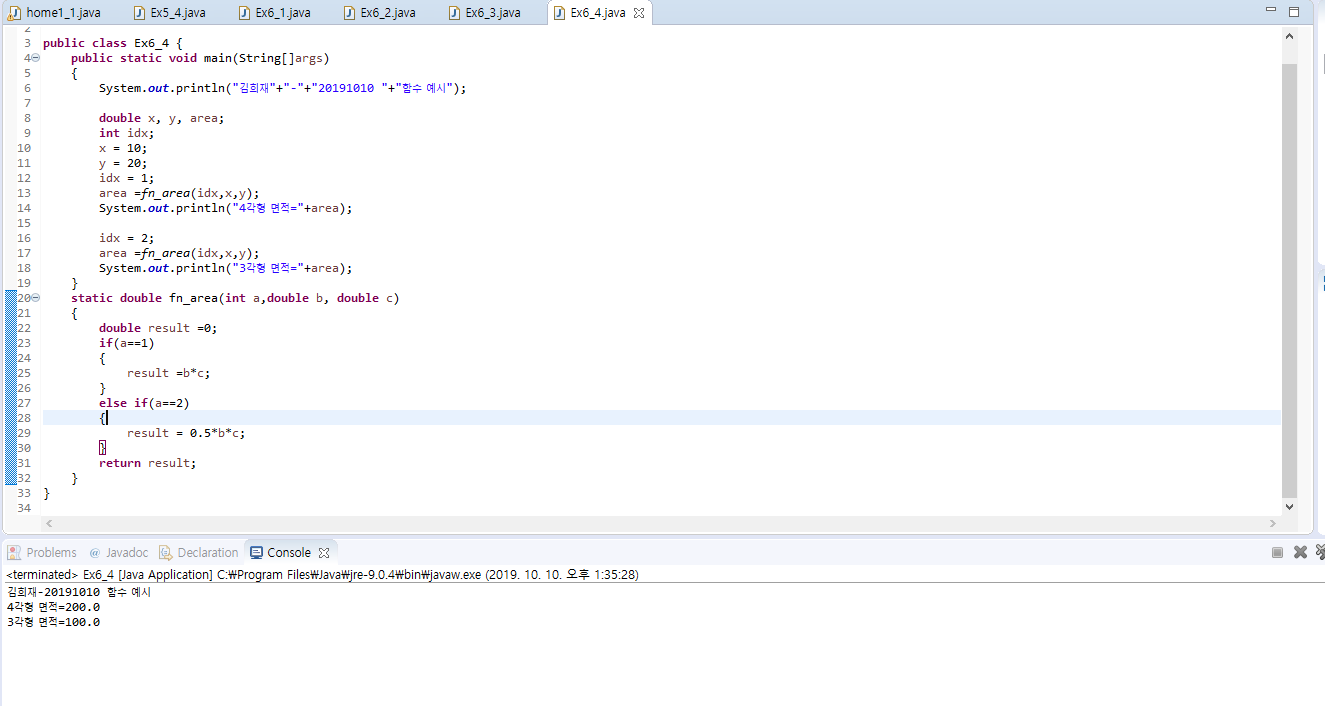 home1_1.java Ex5_4.java Ex6_1.java Ex6_2.java Ex6_3.java Ex6_4.java
2
3 public class Ex6_4 {
4 public static void main(String[]args)
5 {
6 System.out.println("김희재"+"-"+"20191010 "+"함수 예시");
7
8 double x, y, area;
9 int idx;
10 x = 10;
11 y = 20;
12 idx = 1;
13 area =fn_area(idx,x,y);
14 System.out.println("4각형 면적="+area);
15
16 idx = 2;
17 area =fn_area(idx,x,y);
18 System.out.println("3각형 면적="+area);
19 }
20 static double fn_area(int a,double b, double c)
21 {
22 double result =0;
23 if(a==1)
24 {
25 result =b*c;
26 }
27 else if(a==2)
28 {
29 result = 0.5*b*c;
30 }
31 return result;
32 }
33 }
34
Problems @ Javadoc Declaration Console
<terminated> Ex6_4 [Java Application] C:₩Program Files₩Java₩jre-9.0.4₩bin₩javaw.exe (2019. 10. 10. 오후 1:35:28)
김희재-20191010 함수 예시
4각형 면적=200.0
3각형 면적=100.0